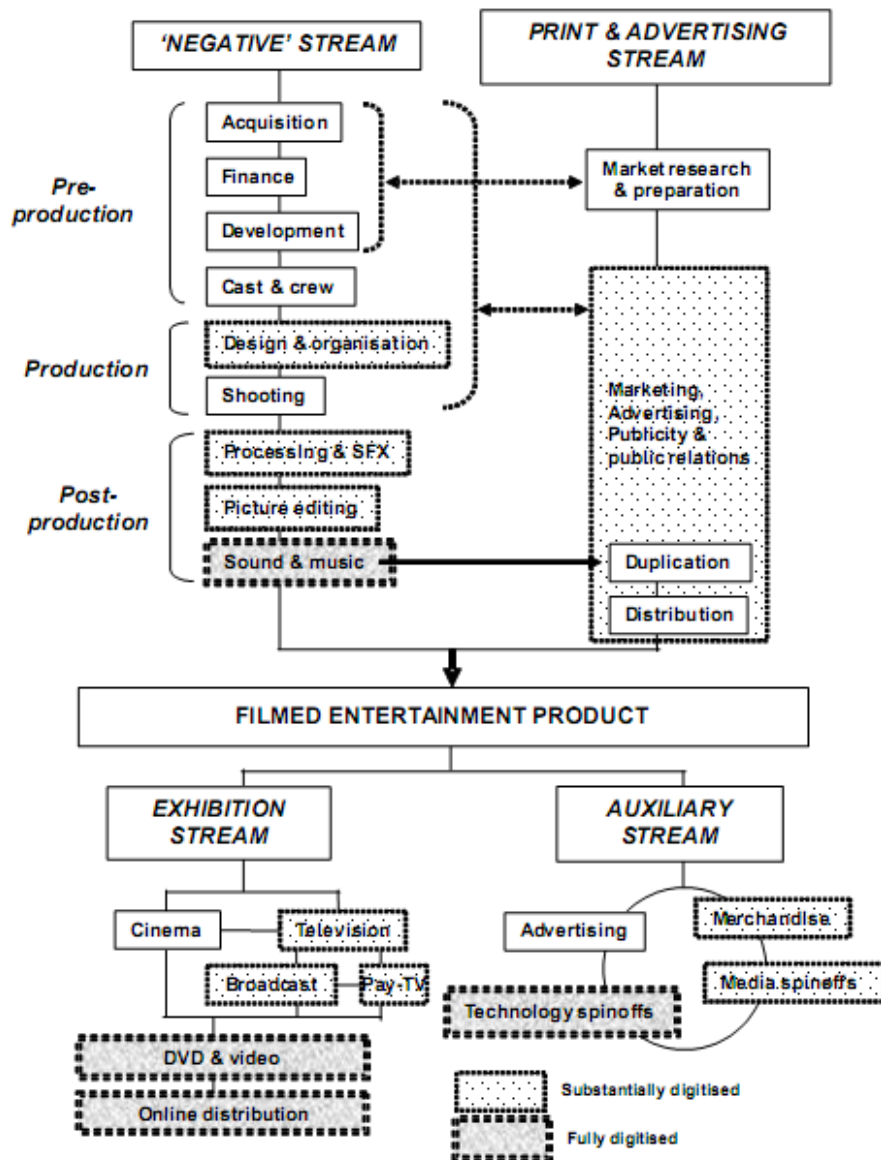 ‘NEGATIVE’ STREAM
PRINT & ADVERTISING
STREAM
Pre-
production
Acquisition
Finance
Development
Cast & crew
Market research
& preparation
Production
Design & organisation
Shooting
Marketing,
Advertising,
Publicity &
public relations
Post-
production
Processing & SFX
Picture editing
Sound & music
Duplication
Distribution
FILMED ENTERTAINMENT PRODUCT
EXHIBITION
STREAM
AUXILIARY
STREAM
Cinema
Television
Broadcast
Pay-TV
DVD & video
Online distribution
Advertising
Merchandise
Media spinoffs
Technology spinoffs
Substantially digitised
Fully digitised